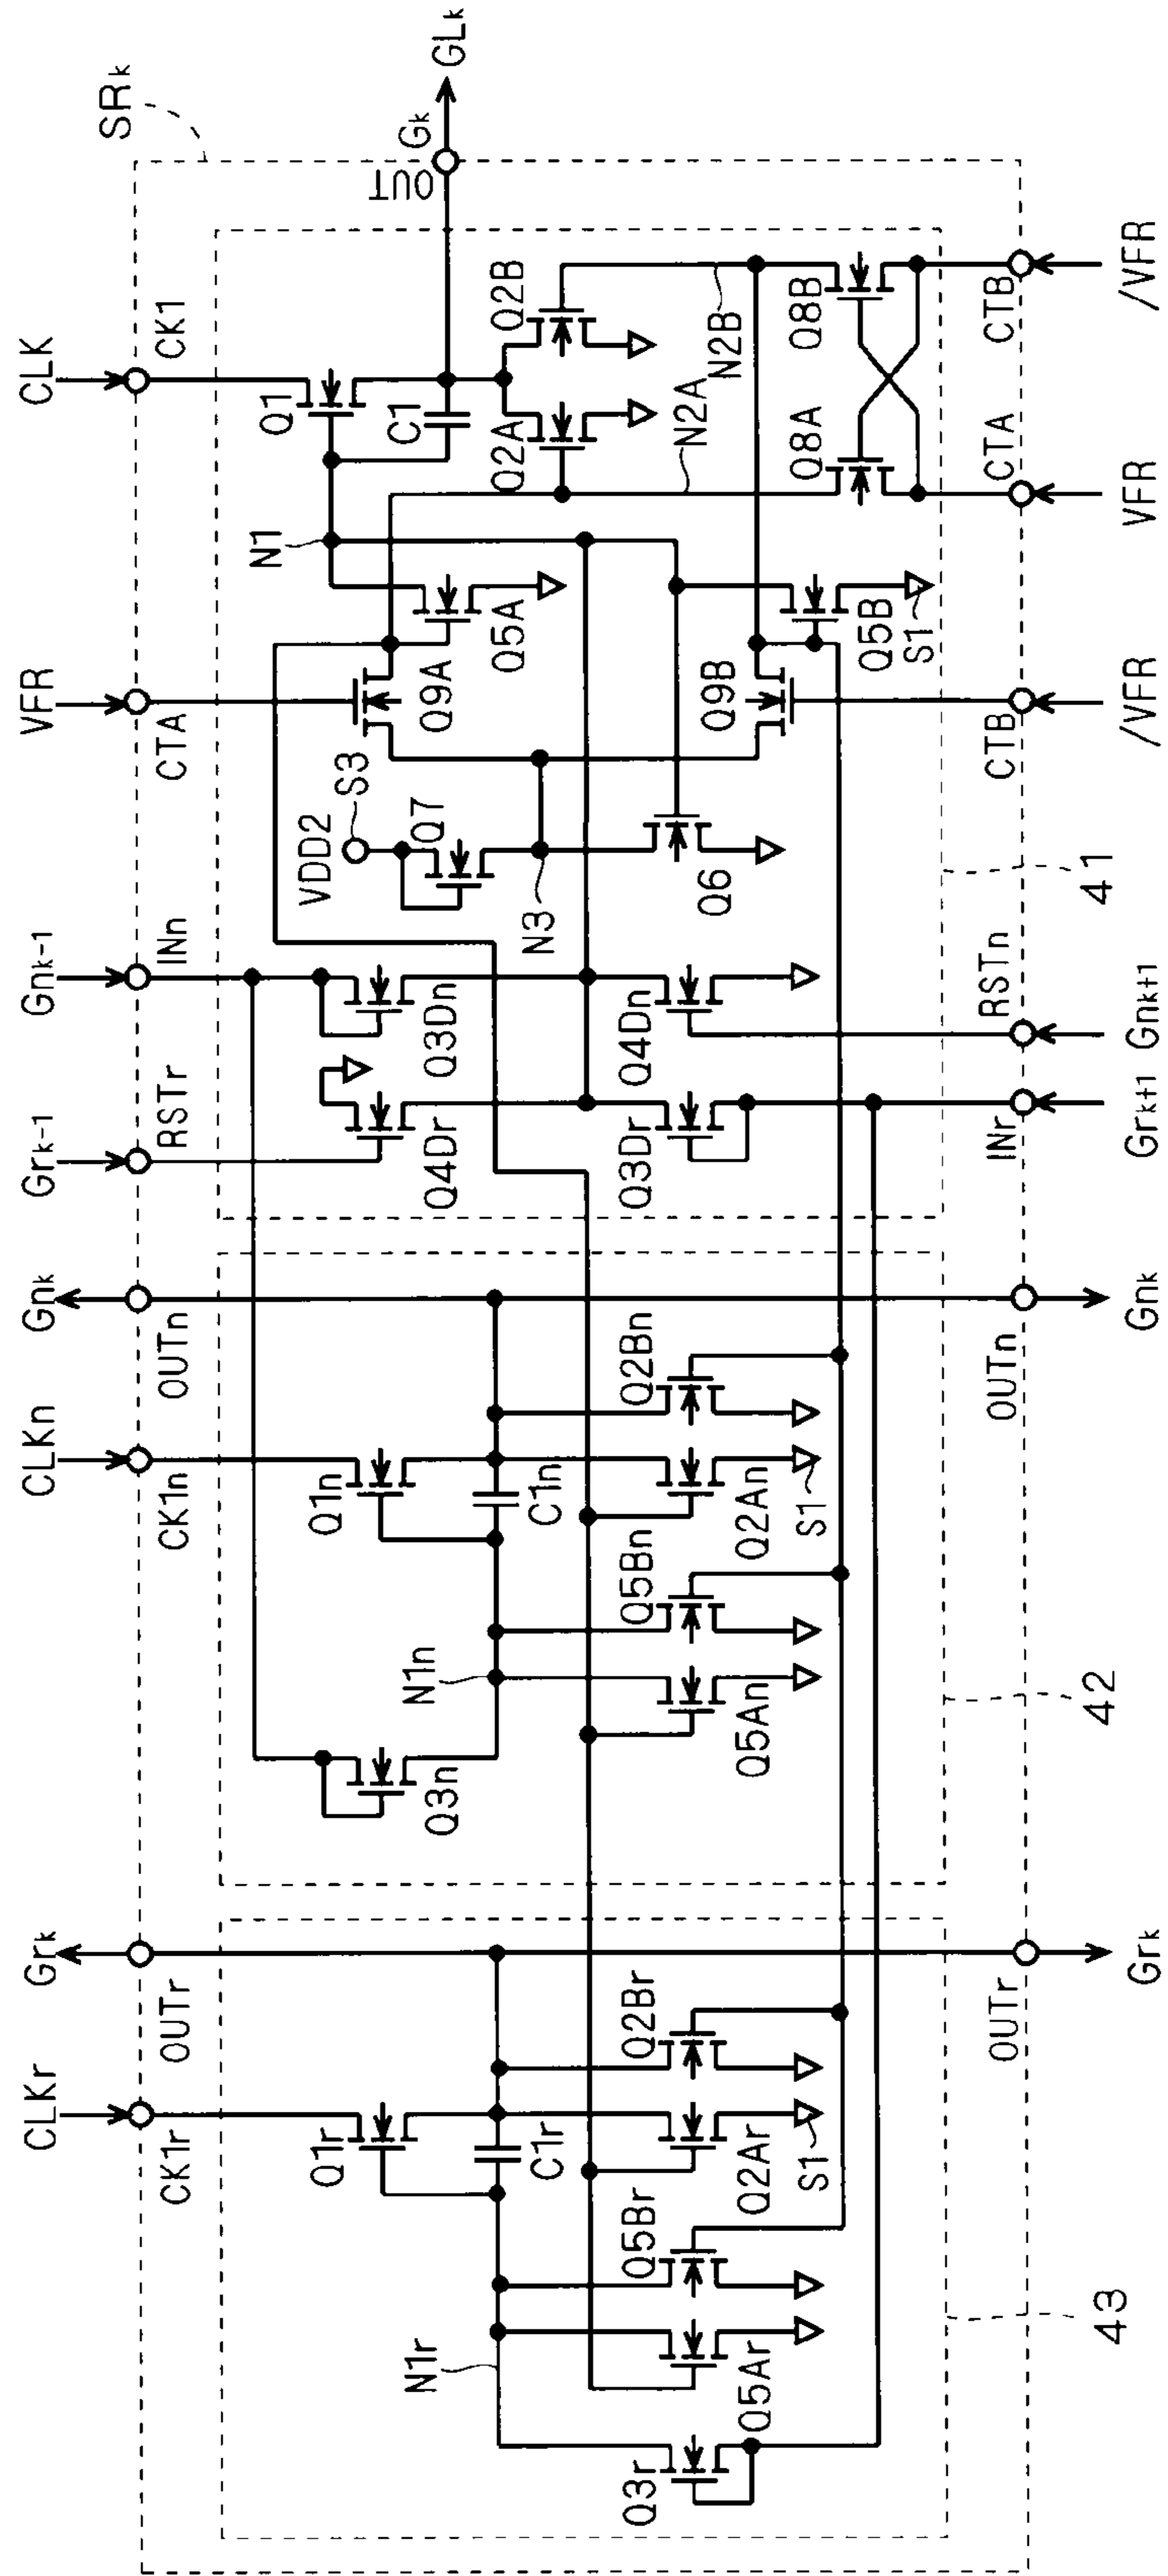 CLKr
Grk
CLKn
Gnk
Grk-1
Gnk-1
VFR
CLK
SRk
CK1r
OUTr
CK1n
OUTn
RSTr
INn
CTA
CK1
VDD2
S3
Q1r
Q3n
Q1n
Q4Dr
Q3Dn
Q7
Q9A
Q5A
N1
Q1
C1
OUT
Gk
GLk
N1r
C1r
N1n
C1n
N3
Q2A
Q2B
Q3r
Q5Ar
Q5Br
Q2Ar
Q2Br
S1
Q5An
Q5Bn
Q2An
Q2Bn
S1
Q3Dr
Q4Dn
Q6
Q9B
Q5B
S1
N2A
N2B
Q8A
Q8B
43
42
41
OUTr
OUTn
INr
RSTn
CTB
CTA
CTB
Grk
Gnk
Grk+1
Gnk+1
/VFR
VFR
/VFR